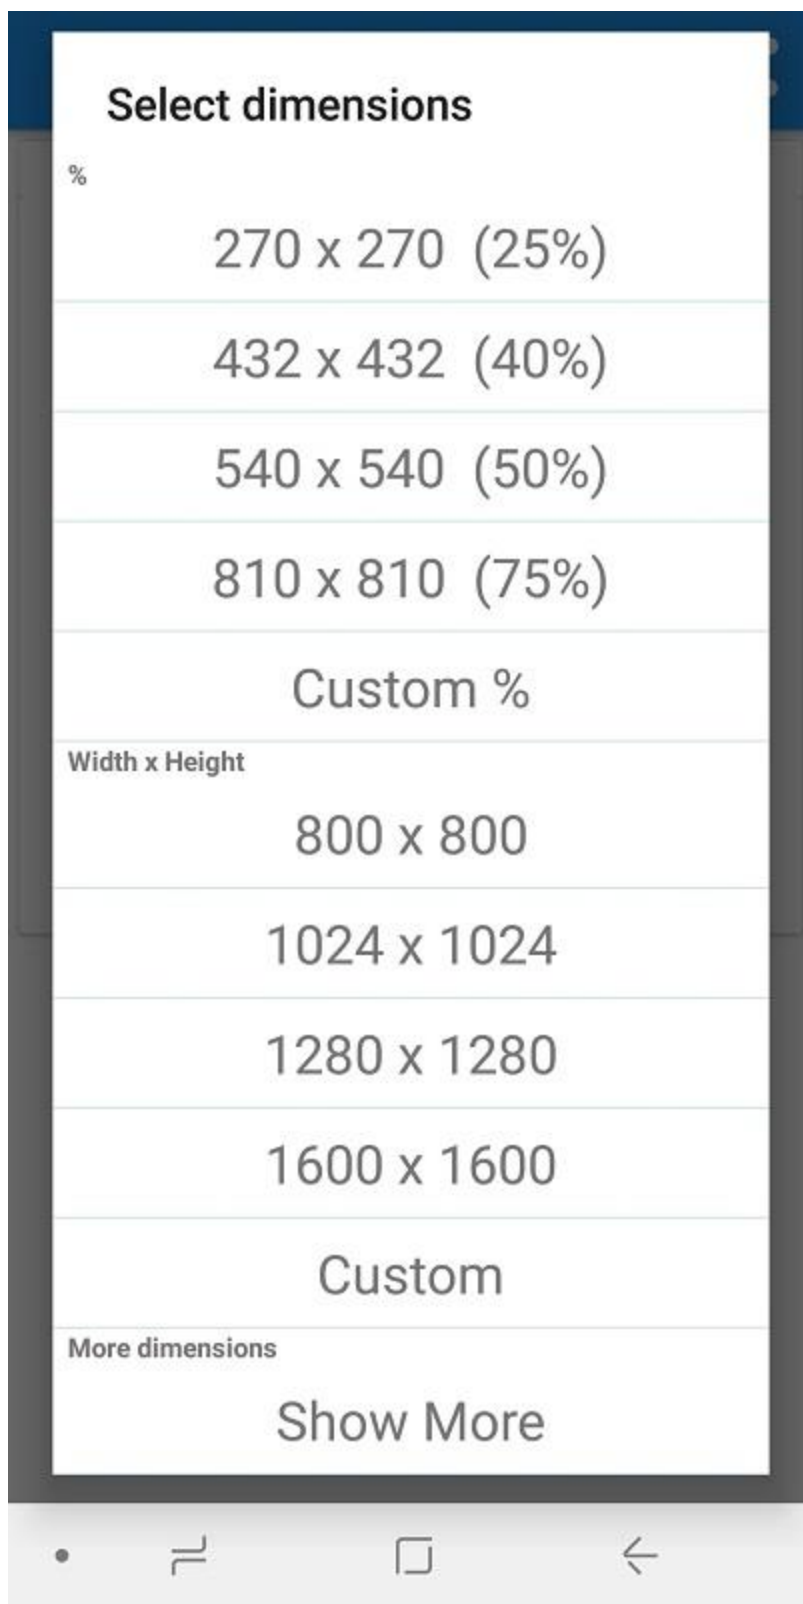 Select dimensions
%
270 x 270 (25%)
432 x 432 (40%)
540 x 540 (50%)
810 x 810 (75%)
Custom %
Width x Height
800 x 800
1024 x 1024
1280 x 1280
1600 x 1600
Custom
More dimensions
Show More